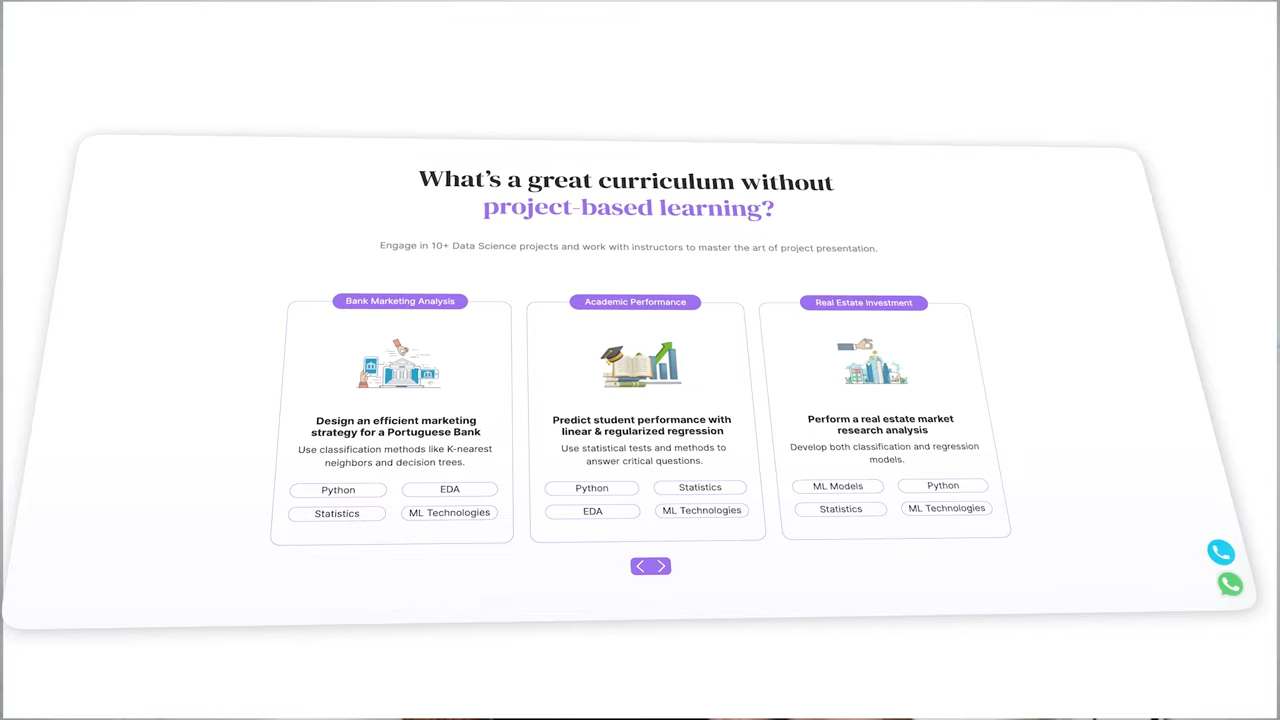 What's a great curriculum without
project-based learning?
Engage in 10+ Data Science projects and work with instructors to master the art of project presentation.
Bank Marketing Analysis
Design an efficient marketing
strategy for a Portuguese Bank
Use classification methods like K-nearest
neighbors and decision trees.
Python
EDA
Statistics
ML Technologies
Academic Performance
Predict student performance with
linear & regularized regression
Use statistical tests and methods to
answer critical questions.
Python
Statistics
EDA
ML Technologies
Real Estate Investment
Perform a real estate market
research analysis
Develop both classification and regression
models.
ML Models
Python
Statistics
ML Technologies